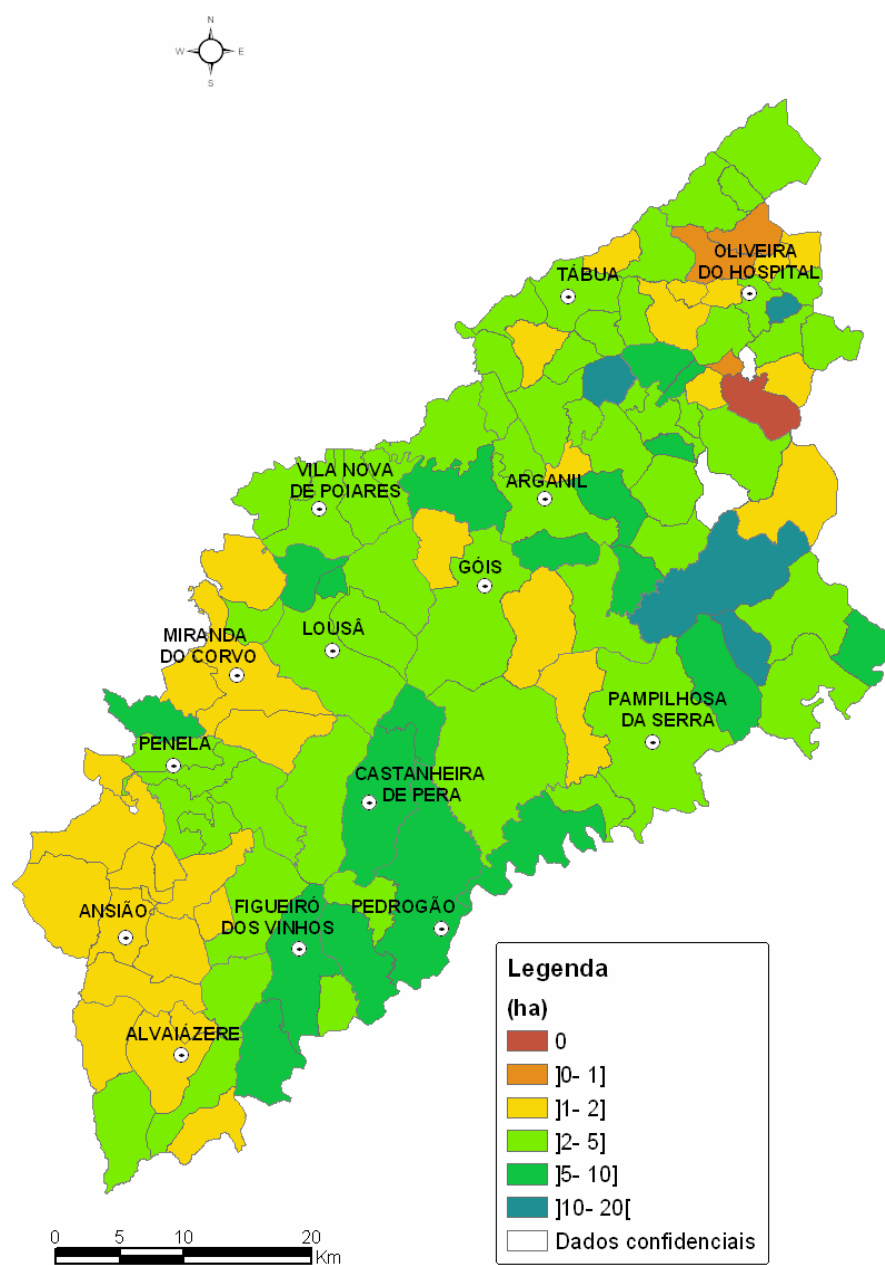 N
W E
S
OLIVEIRA
DO HOSPITAL
TÁBUA
VILA NOVA
DE POIARES
ARGANIL
GÓIS
LOUSÂ
MIRANDA
DO CORVO
PAMPILHOSA
DA SERRA
PENELA
CASTANHEIRA
DE PERA
ANSIÃO
FIGUEIRÓ
DOS VINHOS
PEDROGÃO
ALVAIÁZERE
Legenda
(ha)
0
]0- 1]
]1- 2]
]2- 5]
]5- 10]
]10- 20[
Dados confidenciais
0 5 10 20
Km